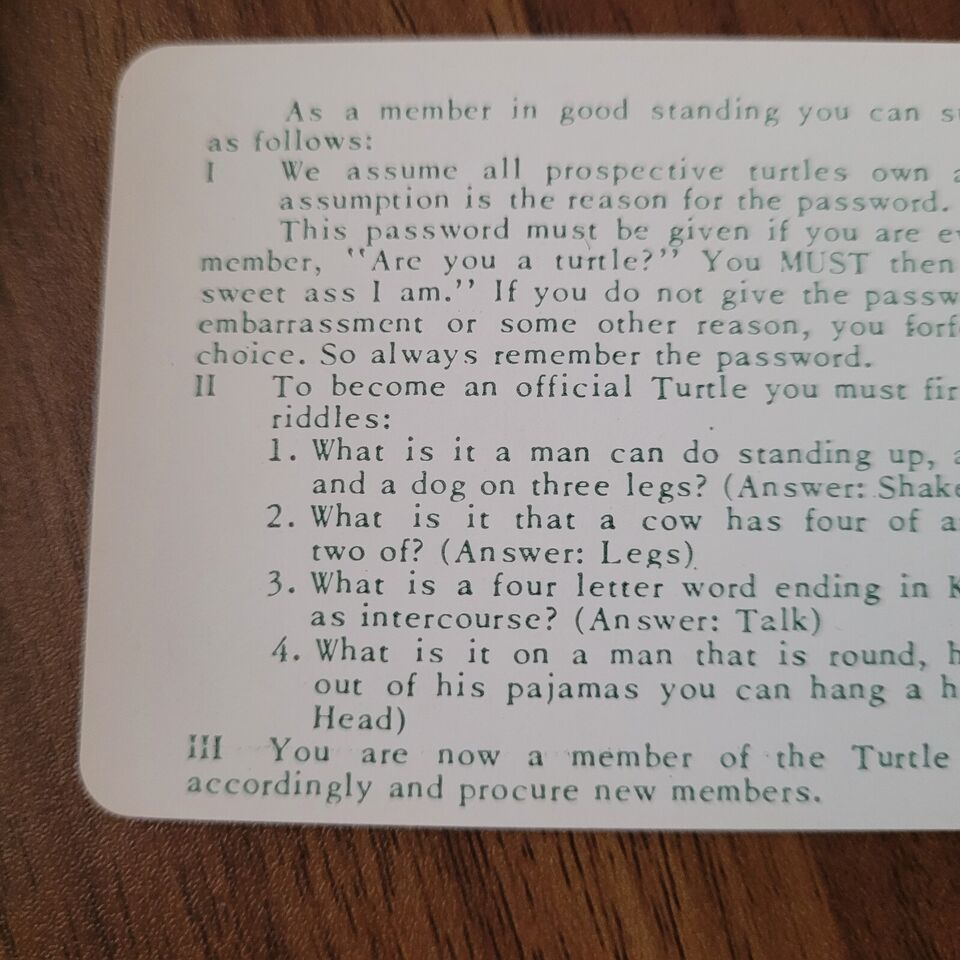 As a member in good standing you can
as follows:
I We assume all prospective turtles own
assumption is the reason for the password.
This password must be given if you are
member, "Are you a turtle?" You MUST then
sweet ass I am." If you do not give the
embarrassment or some other reason, you
choice. So always remember the password.
II To become an official Turtle you must
riddles:
1. What is it a man can do standing up,
and a dog on three legs? (Answer: Shake
2. What is it that a cow has four of
two of? (Answer: Legs)
3. What is a four letter word ending in K
as intercourse? (Answer: Talk)
4. What is it on a man that is round,
out of his pajamas you can hang a
Head)
III You are now a member of the Turtle
accordingly and procure new members.